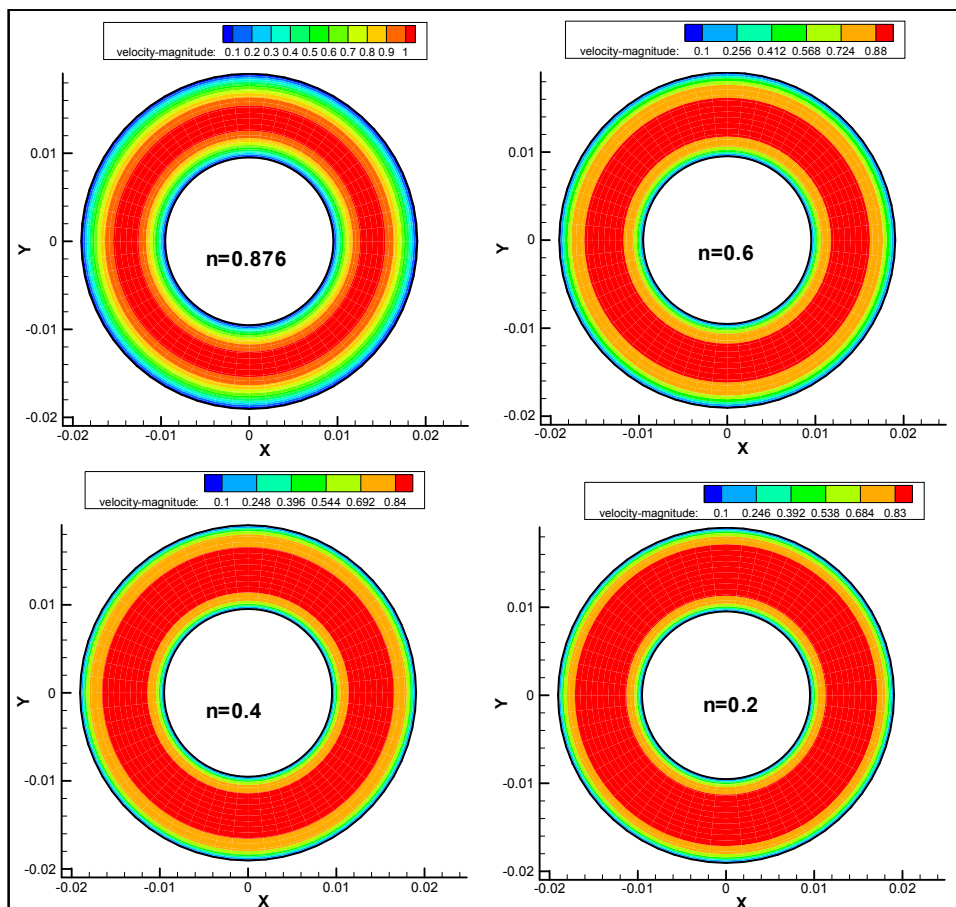 velocity-magnitude: 0.1 0.2 0.3 0.4 0.5 0.6 0.7 0.8 0.9 1
Y
0.01
0
-0.01
-0.02
n=0.876
-0.02 -0.01 0 0.01 0.02
X
velocity-magnitude: 0.1 0.256 0.412 0.568 0.724 0.88
Y
0.01
0
-0.01
-0.02
n=0.6
-0.02 -0.01 0 0.01 0.02
X
velocity-magnitude: 0.1 0.248 0.396 0.544 0.692 0.84
Y
0.01
0
-0.01
-0.02
n=0.4
-0.02 -0.01 0 0.01 0.02
X
velocity-magnitude: 0.1 0.246 0.392 0.538 0.684 0.83
Y
0.01
0
-0.01
-0.02
n=0.2
-0.02 -0.01 0 0.01 0.02
X